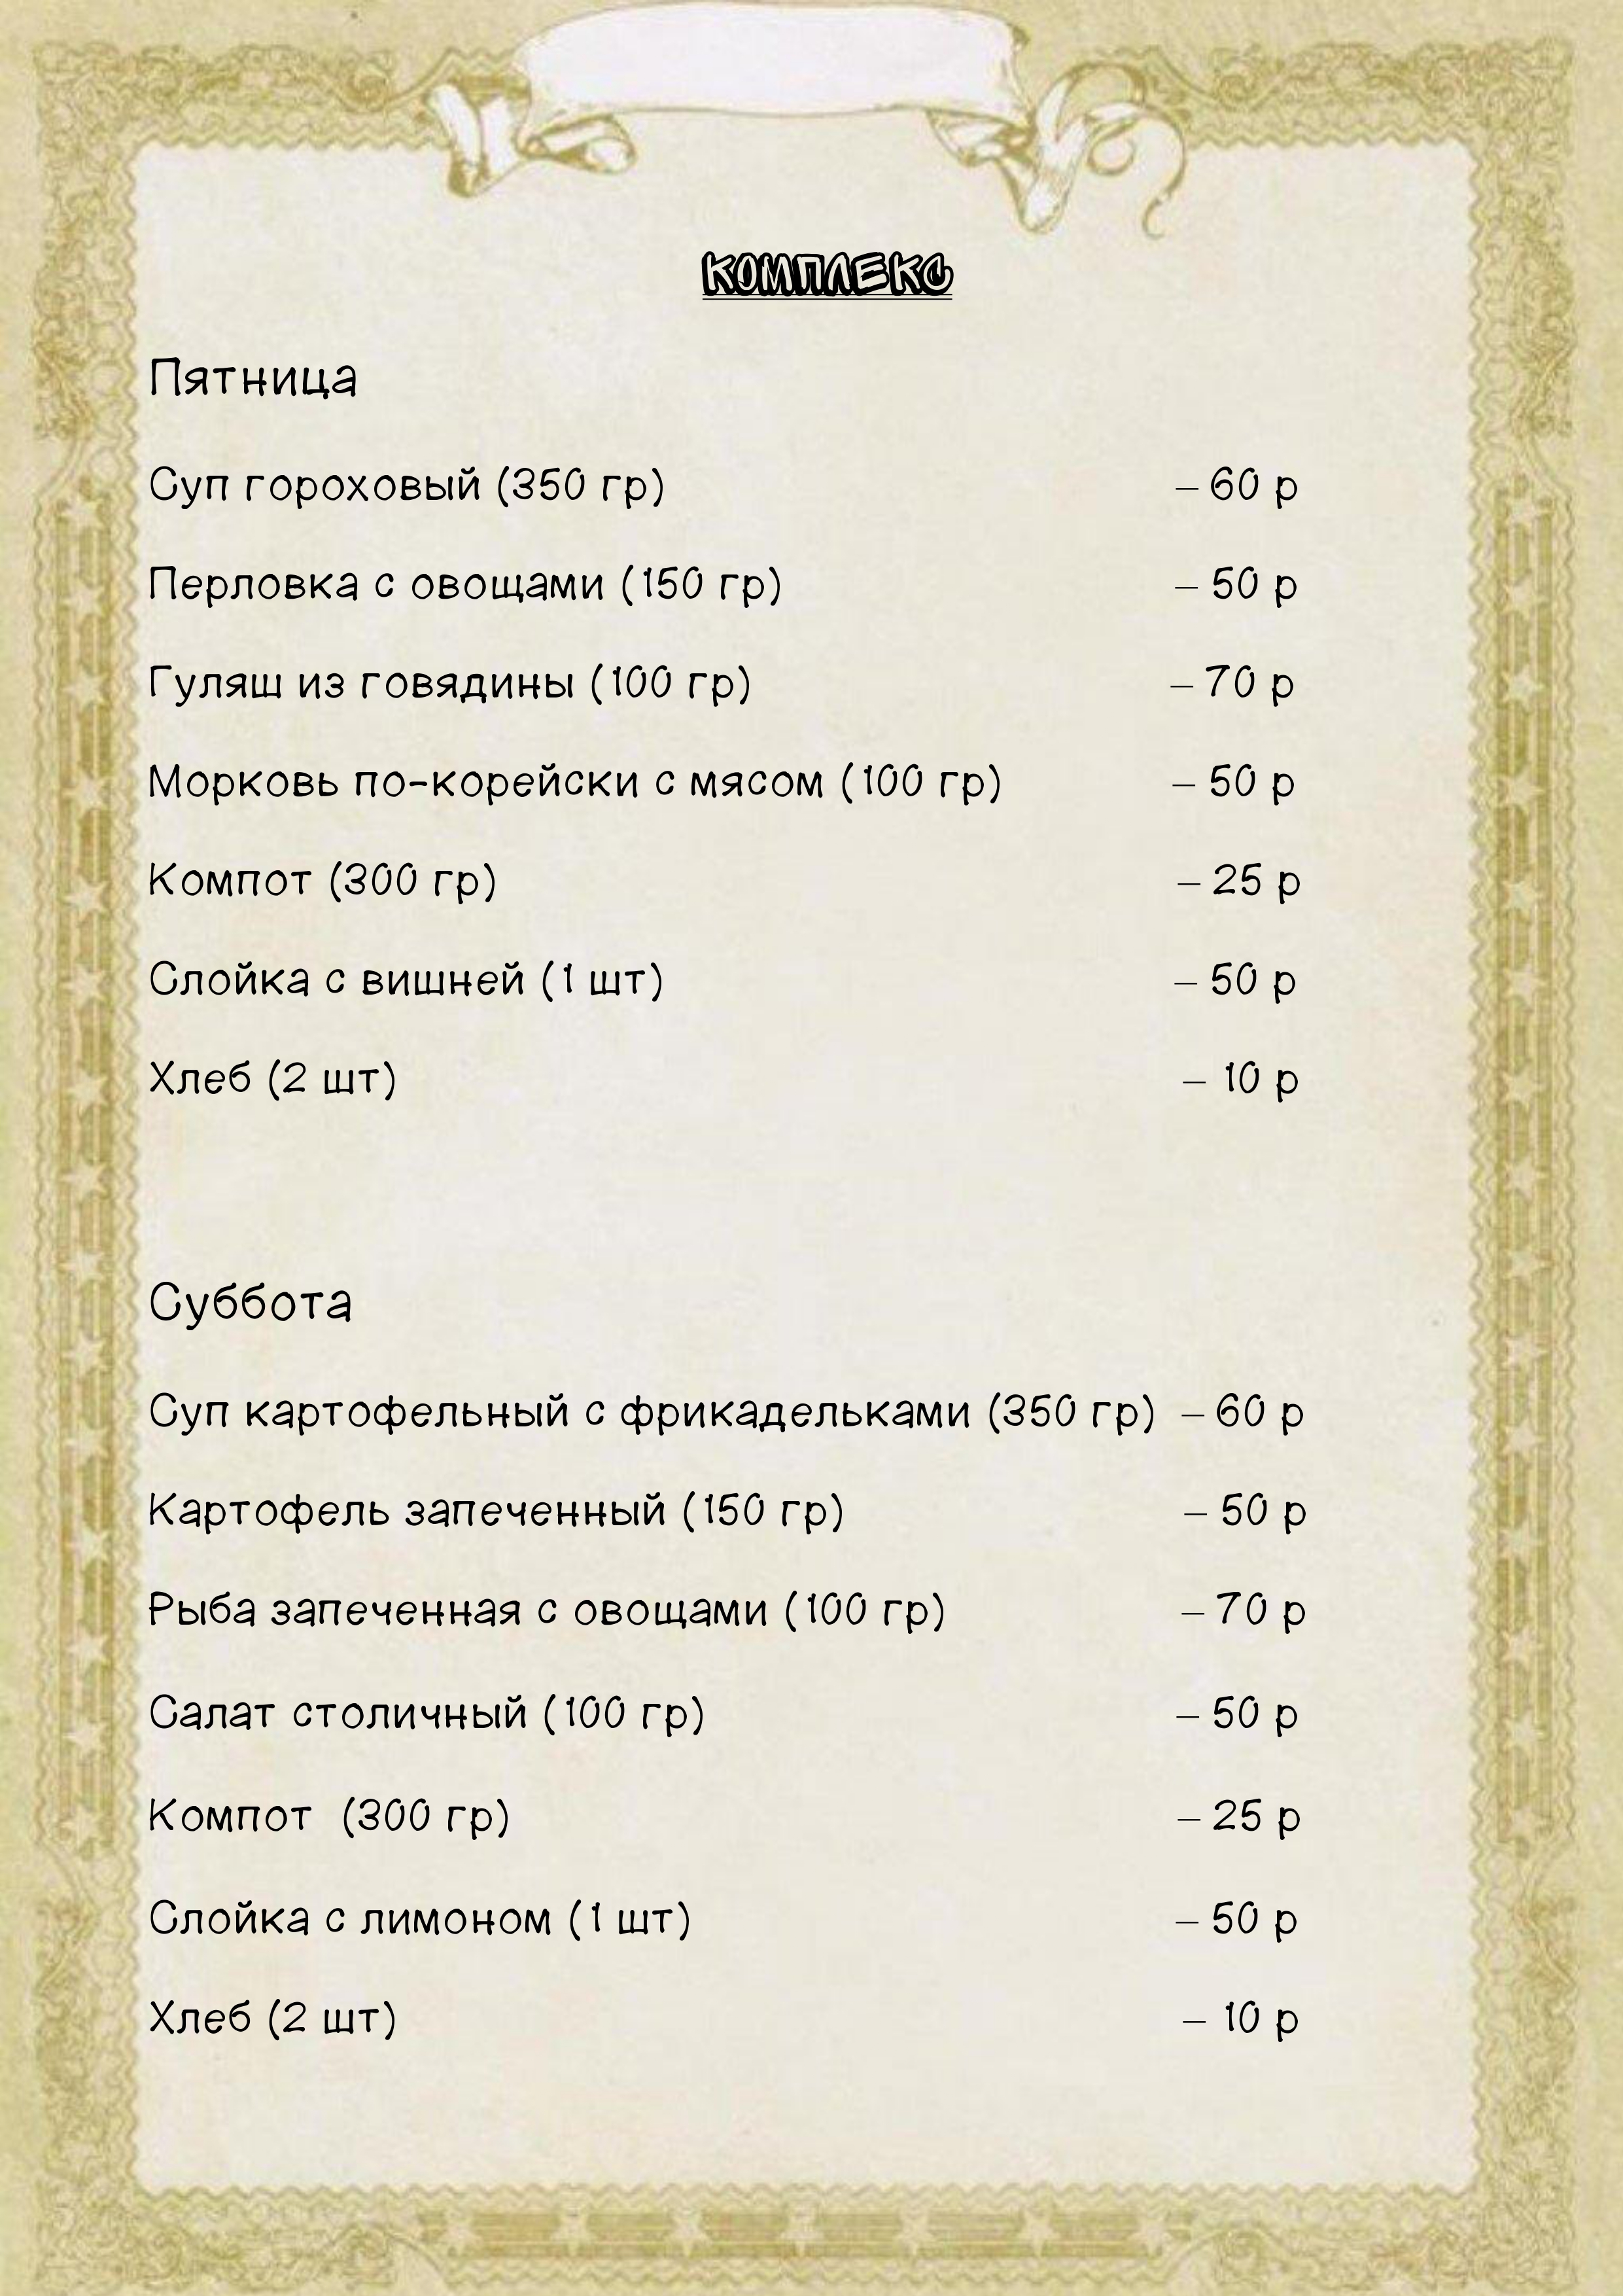 КОМПЛЕКС
Пятница
Суп гороховый (350 гр) – 60 р
Перловка с овощами (150 гр) – 50 р
Гуляш из говядины (100 гр) – 70 р
Морковь по-корейски с мясом (100 гр) – 50 р
Компот (300 гр) – 25 р
Слойка с вишней (1 шт) – 50 р
Хлеб (2 шт) – 10 р
Суббота
Суп картофельный с фрикадельками (350 гр) – 60 р
Картофель запеченный (150 гр) – 50 р
Рыба запеченная с овощами (100 гр) – 70 р
Салат столичный (100 гр) – 50 р
Компот (300 гр) – 25 р
Слойка с лимоном (1 шт) – 50 р
Хлеб (2 шт) – 10 р